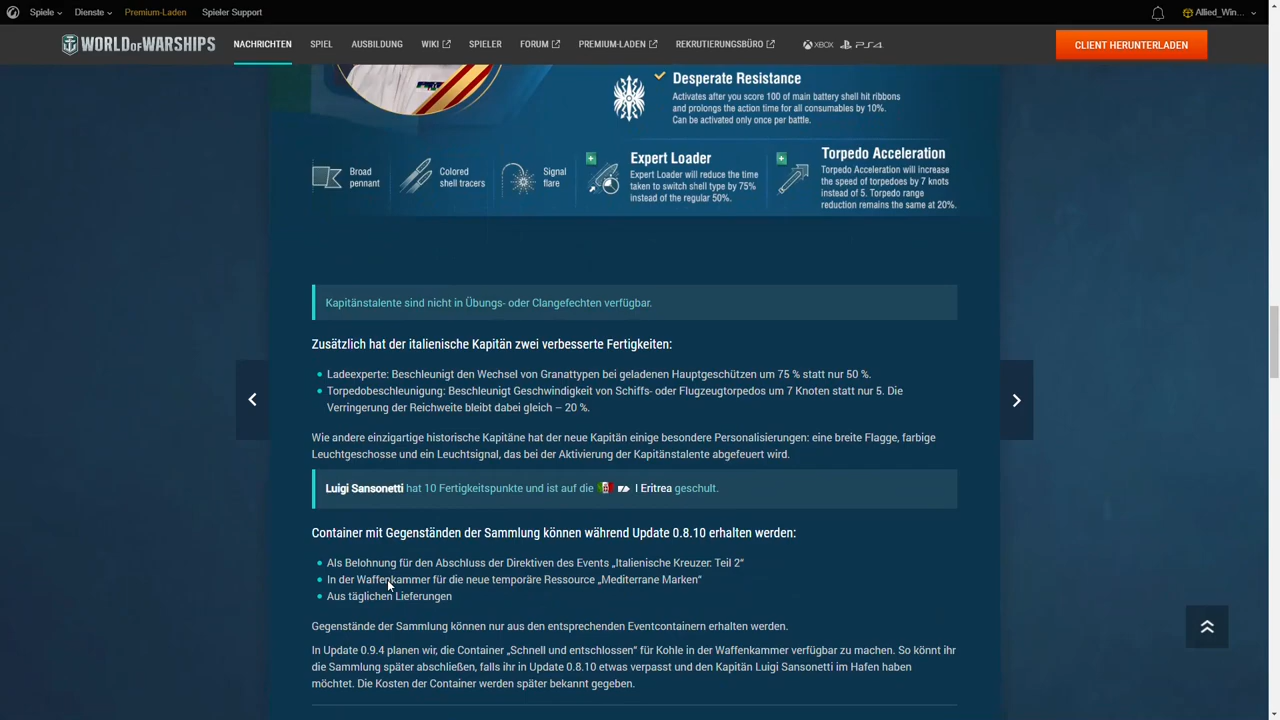 Spiele Dienste Premium-Laden Spieler Support Allied_Win...
WORLD OF WARSHIPS NACHRICHTEN SPIEL AUSBILDUNG WIKI SPIELER FORUM PREMIUM-LADEN REKRUTIERUNGSBÜRO XBOX PS4 CLIENT HERUNTERLADEN
Desperate Resistance
Activates after you score 100 of main battery shell hit ribbons
and prolongs the action time for all consumables by 10%.
Can be activated only once per battle.
Broad
pennant
Colored
shell tracers
Signal
flare
Expert Loader
Expert Loader will reduce the time
taken to switch shell type by 75%
instead of the regular 50%.
Torpedo Acceleration
Torpedo Acceleration will increase
the speed of torpedoes by 7 knots
instead of 5. Torpedo range
reduction remains the same at 20%.
Kapitänstalente sind nicht in Übungs- oder Clangefechten verfügbar.
Zusätzlich hat der italienische Kapitän zwei verbesserte Fertigkeiten:
Ladeexperte: Beschleunigt den Wechsel von Granattypen bei geladenen Hauptgeschützen um 75 % statt nur 50 %.
Torpedobeschleunigung: Beschleunigt Geschwindigkeit von Schiffs- oder Flugzeugtorpedos um 7 Knoten statt nur 5. Die
Verringerung der Reichweite bleibt dabei gleich – 20 %.
Wie andere einzigartige historische Kapitäne hat der neue Kapitän einige besondere Personalisierungen: eine breite Flagge, farbige
Leuchtgeschosse und ein Leuchtsignal, das bei der Aktivierung der Kapitänstalente abgefeuert wird.
Luigi Sansonetti hat 10 Fertigkeitspunkte und ist auf die I Eritrea geschult.
Container mit Gegenständen der Sammlung können während Update 0.8.10 erhalten werden:
Als Belohnung für den Abschluss der Direktiven des Events „Italienische Kreuzer: Teil 2“
In der Waffenkammer für die neue temporäre Ressource „Mediterrane Marken“
Aus täglichen Lieferungen
Gegenstände der Sammlung können nur aus den entsprechenden Eventcontainern erhalten werden.
In Update 0.9.4 planen wir, die Container „Schnell und entschlossen“ für Kohle in der Waffenkammer verfügbar zu machen. So könnt ihr
die Sammlung später abschließen, falls ihr in Update 0.8.10 etwas verpasst und den Kapitän Luigi Sansonetti im Hafen haben
möchtet. Die Kosten der Container werden später bekannt gegeben.